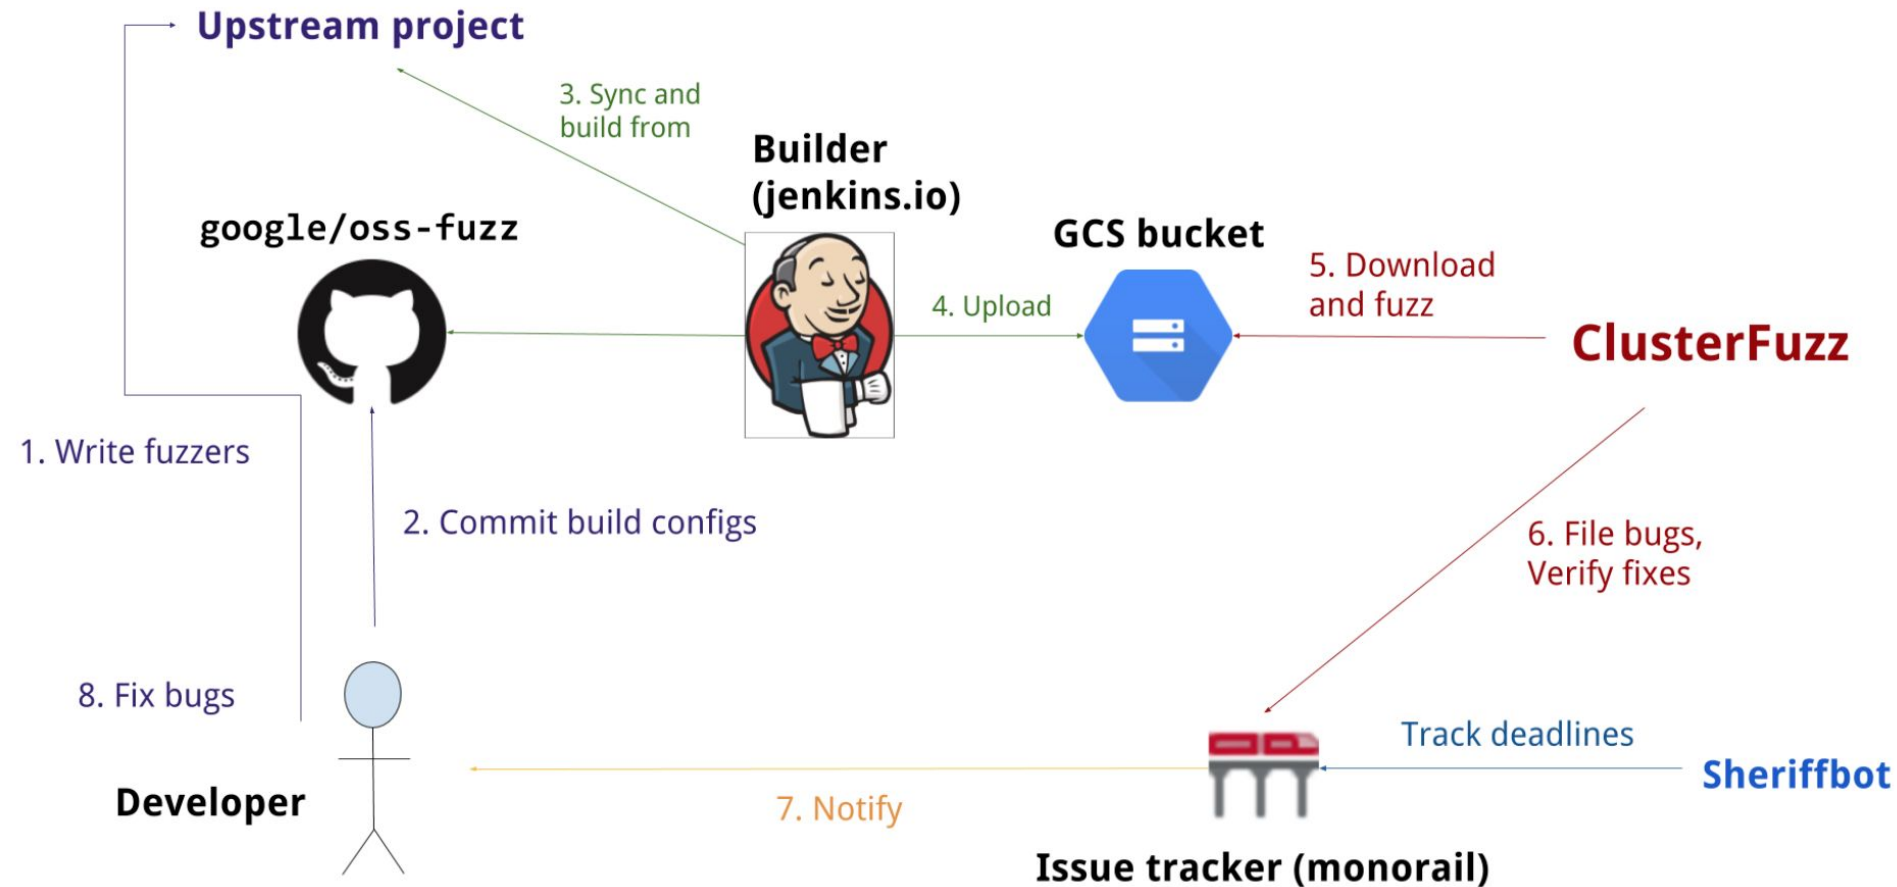 Upstream project
3. Sync and
build from
Builder
(jenkins.io)
google/oss-fuzz
GCS bucket
4. Upload
5. Download
and fuzz
ClusterFuzz
1. Write fuzzers
2. Commit build configs
6. File bugs,
Verify fixes
8. Fix bugs
Developer
7. Notify
Track deadlines
Sheriffbot
Issue tracker (monorail)